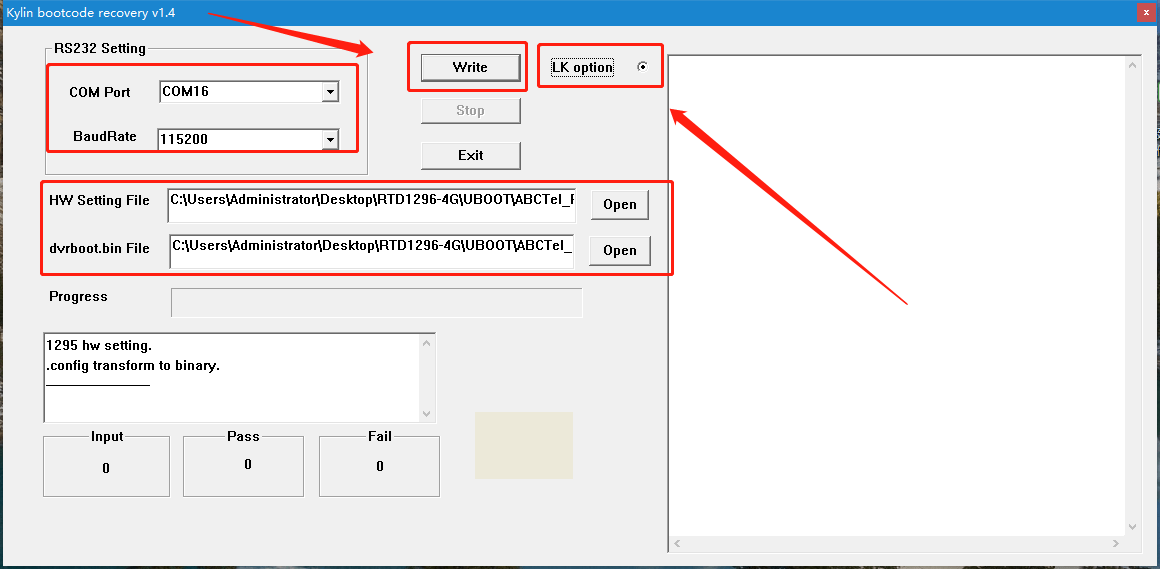 Kylin bootcode recovery v1.4
x
RS232 Setting
COM Port
COM16
BaudRate
115200
Write
LK option
Stop
Exit
HW Setting File
C:\Users\Administrator\Desktop\RTD1296-4G\UBOOT\ABCTel_F
Open
dvrboot.bin File
C:\Users\Administrator\Desktop\RTD1296-4G\UBOOT\ABCTel_
Open
Progress
1295 hw setting.
.config transform to binary.
Input
0
Pass
0
Fail
0